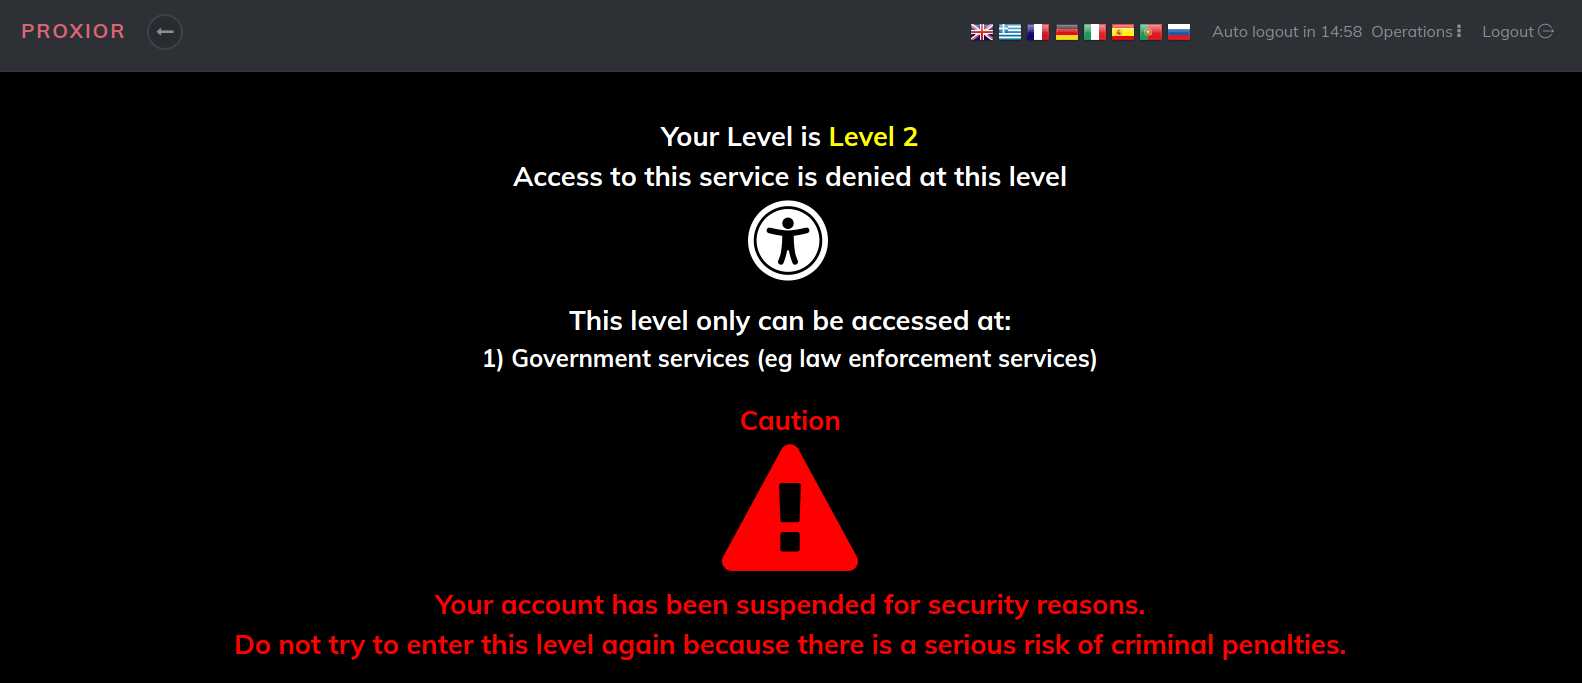 PROXIOR
Auto logout in 14:58 Operations Logout
Your Level is Level 2
Access to this service is denied at this level
This level only can be accessed at:
1) Government services (eg law enforcement services)
Caution
Your account has been suspended for security reasons.
Do not try to enter this level again because there is a serious risk of criminal penalties.